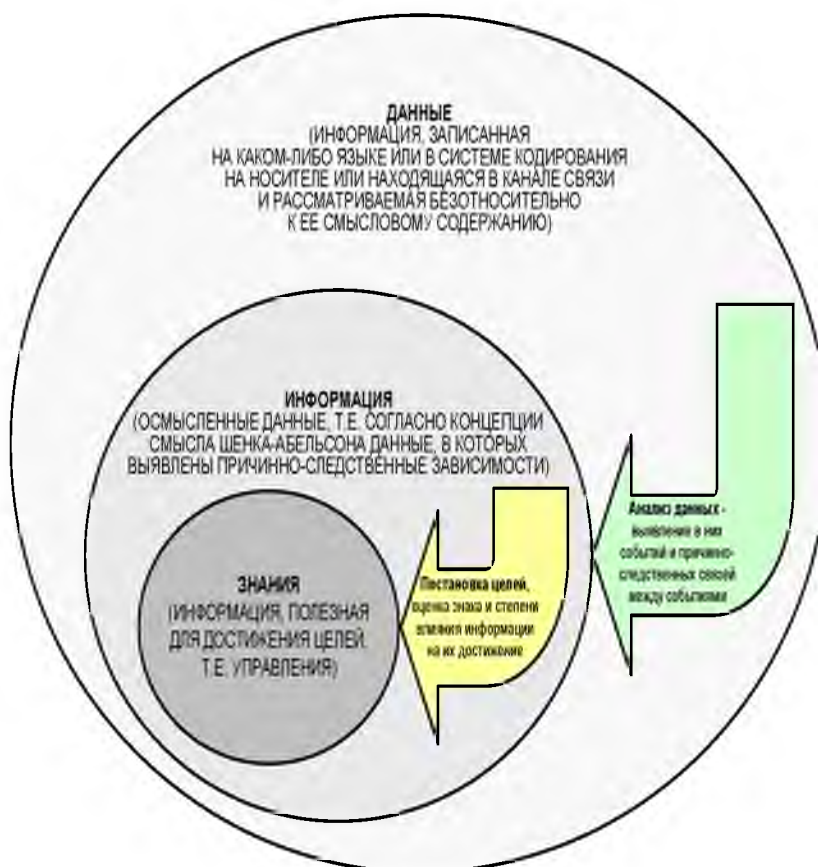 ДАННЫЕ
(ИНФОРМАЦИЯ, ЗАПИСАННАЯ
НА КАКОМ-ЛИБО ЯЗЫКЕ ИЛИ В СИСТЕМЕ КОДИРОВАНИЯ
НА НОСИТЕЛЕ ИЛИ НАХОДЯЩАЯСЯ В КАНАЛЕ СВЯЗИ
И РАССМАТРИВАЕМАЯ БЕЗОТНОСИТЕЛЬНО
К ЕЕ СМЫСЛОВОМУ СОДЕРЖАНИЮ)
ИНФОРМАЦИЯ
(ОСМЫСЛЕННЫЕ ДАННЫЕ, Т.Е. СОГЛАСНО КОНЦЕПЦИИ
СМЫСЛА ШЕНКА-АБЕЛЬСОНА ДАННЫЕ, В КОТОРЫХ
ВЫЯВЛЕНЫ ПРИЧИННО-СЛЕДСТВЕННЫЕ ЗАВИСИМОСТИ)
Анализ данных -
выявление в них
событий и причинно-
следственных связей
между событиями
ЗНАНИЯ
(ИНФОРМАЦИЯ, ПОЛЕЗНАЯ
ДЛЯ ДОСТИЖЕНИЯ ЦЕЛЕЙ,
Т.Е. УПРАВЛЕНИЯ)
Постановка целей,
оценка знака и степени
влияния информации
на их достижение